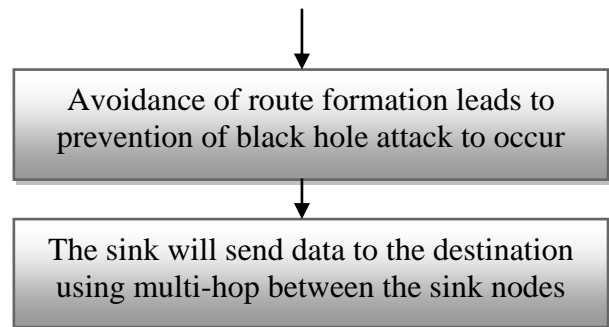 Avoidance of route formation leads to
prevention of black hole attack to occur
The sink will send data to the destination
using multi-hop between the sink nodes